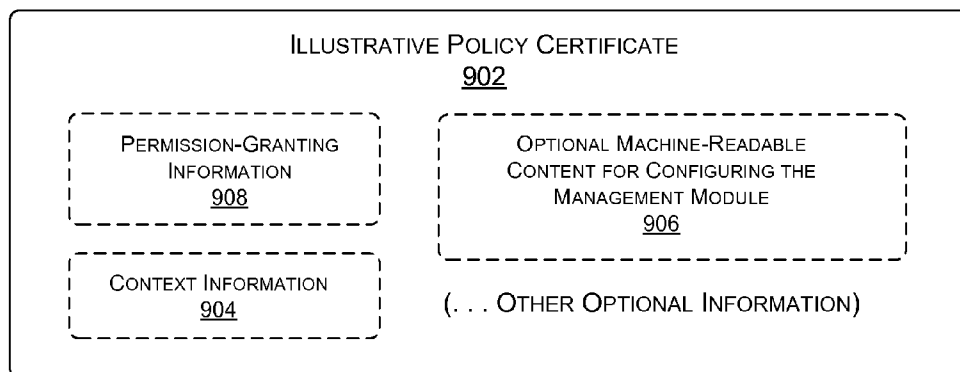 ILLUSTRATIVE POLICY CERTIFICATE
902
PERMISSION-GRANTING
INFORMATION
908
OPTIONAL MACHINE-READABLE
CONTENT FOR CONFIGURING THE
MANAGEMENT MODULE
906
CONTEXT INFORMATION
904
(. . . OTHER OPTIONAL INFORMATION)